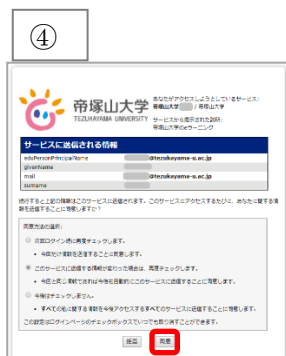 ④
帝塚山大学
TEZUKAYAMA UNIVERSITY
あなたがアクセスしようとしているサービス:
帝塚山大学 / 帝塚山大学
サービスから提示された説明:
帝塚山大学のeラーニング
サービスに送信される情報
eduPersonPrincipalName @tezukayama-u.ac.jp
givenName
mail @tezukayama-u.ac.jp
surname
続行すると上記の情報はこのサービスに送信されます。このサービスにアクセスするたびに、あなたに関する情
報を送信することに同意しますか？
同意方法の選択:
次回ログイン時に再度チェックします。
• 今回だけ情報を送信することに同意します。
このサービスに送信する情報が変わった場合は、再度チェックします。
• 今回と同じ情報であれば今後も自動的にこのサービスに送信することに同意します。
今後はチェックしません。
• すべての私に関する情報を今後アクセスするすべてのサービスに送信することに同意します。
この設定はログインページのチェックボックスでいつでも取り消すことができます。
拒否 同意